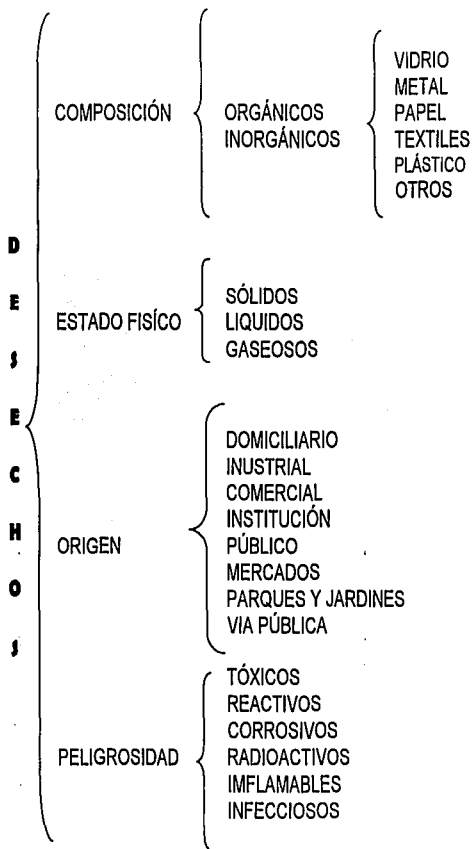 DESECHOS
COMPOSICIÓN
ORGÁNICOS
INORGÁNICOS
VIDRIO
METAL
PAPEL
TEXTILES
PLÁSTICO
OTROS
ESTADO FISÍCO
SÓLIDOS
LIQUIDOS
GASEOSOS
ORIGEN
DOMICILIARIO
INUSTRIAL
COMERCIAL
INSTITUCIÓN
PÚBLICO
MERCADOS
PARQUES Y JARDINES
VIA PÚBLICA
PELIGROSIDAD
TÓXICOS
REACTIVOS
CORROSIVOS
RADIOACTIVOS
IMFLAMABLES
INFECCIOSOS